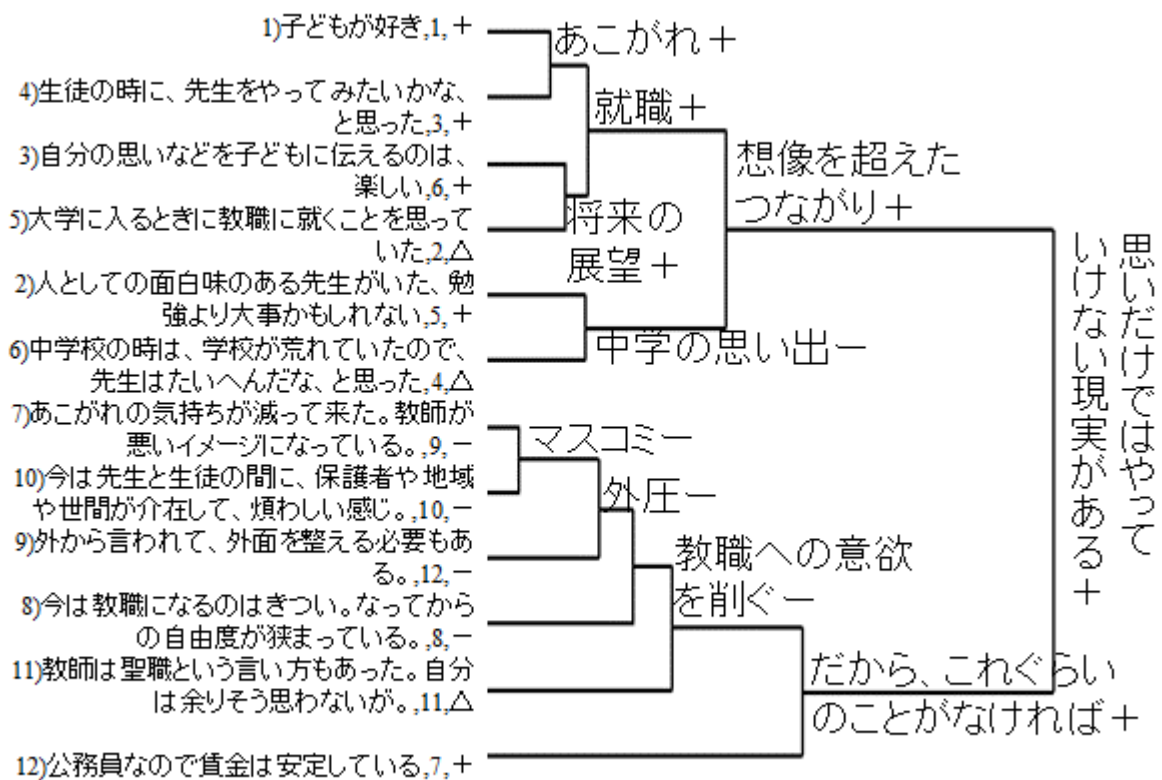 1)子どもが好き,1,＋
4)生徒の時に、先生をやってみたいかな、
と思った,3,＋
3)自分の思いなどを子どもに伝えるのは、
楽しい,6,＋
5)大学に入るときに教職に就くことを思って
いた,2,△
2)人としての面白味のある先生がいた、勉
強より大事かもしれない,5,＋
6)中学校の時は、学校が荒れていたので、
先生はたいへんだな、と思った,4,△
7)あこがれの気持ちが減って来た。教師が
悪いイメージになっている。,9,－
10)今は先生と生徒の間に、保護者や地域
や世間が介在して、煩わしい感じ。,10,－
9)外から言われて、外面を整える必要もあ
る。,12,－
8)今は教職になるのはきつい。なってから
の自由度が狭まっている。,8,－
11)教師は聖職という言い方もあった。自分
は余りそう思わないが。,11,△
12)公務員なので賃金は安定している,7,＋
あこがれ＋
就職＋
将来の
展望＋
想像を超えた
つながり＋
中学の思い出－
マスコミ－
外圧－
教職への意欲
を削ぐ－
だから、これぐらい
のことがなければ＋
思いだけではやって
いけない現実がある＋